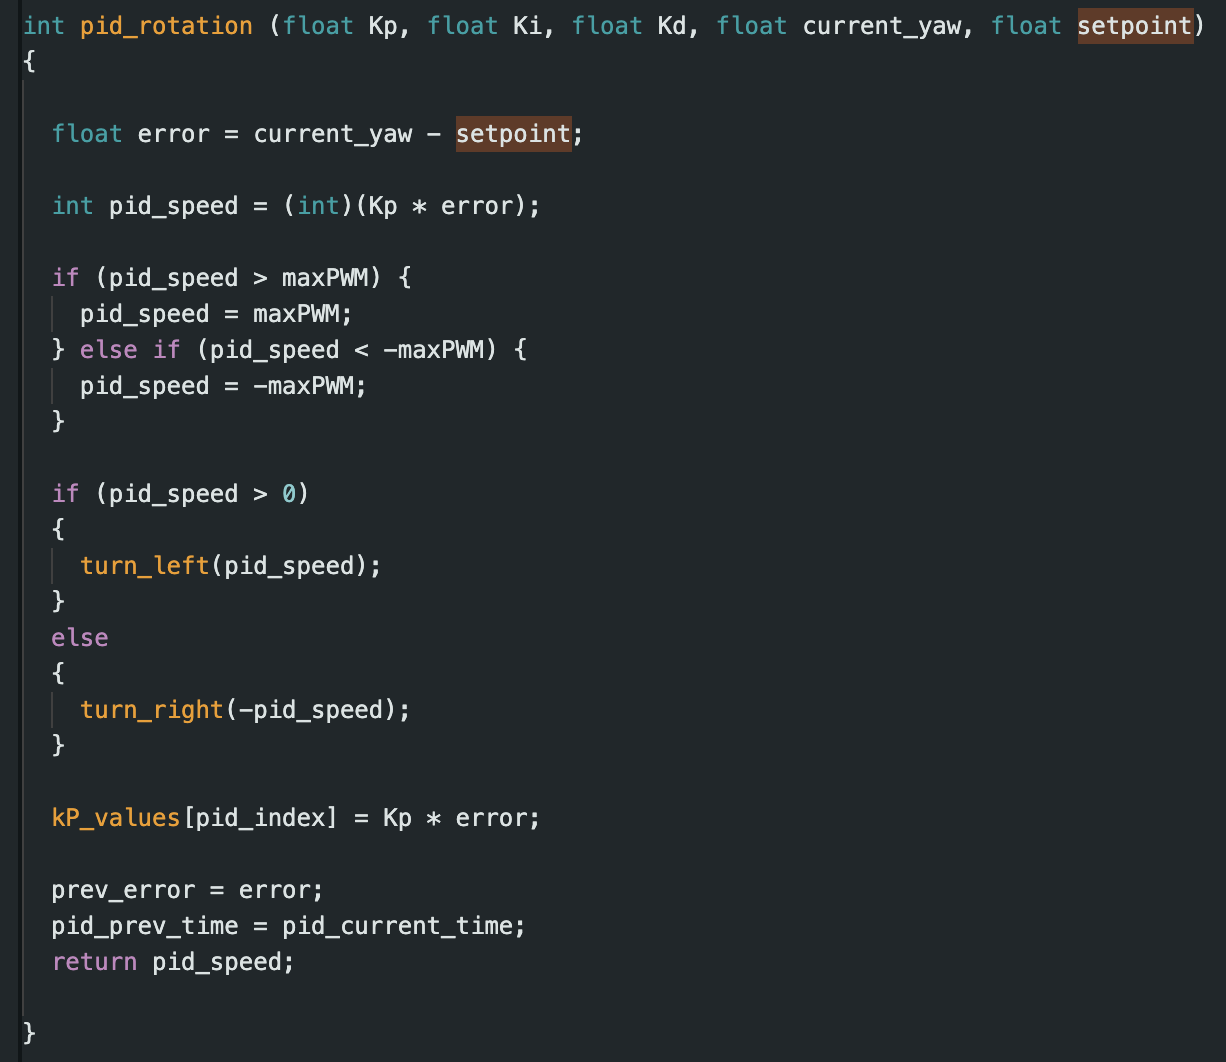 int pid_rotation (float Kp, float Ki, float Kd, float current_yaw, float setpoint)
{
float error = current_yaw - setpoint;
int pid_speed = (int)(Kp * error);
if (pid_speed > maxPWM) {
pid_speed = maxPWM;
} else if (pid_speed < -maxPWM) {
pid_speed = -maxPWM;
}
if (pid_speed > 0)
{
turn_left(pid_speed);
}
else
{
turn_right(-pid_speed);
}
kP_values[pid_index] = Kp * error;
prev_error = error;
pid_prev_time = pid_current_time;
return pid_speed;
}